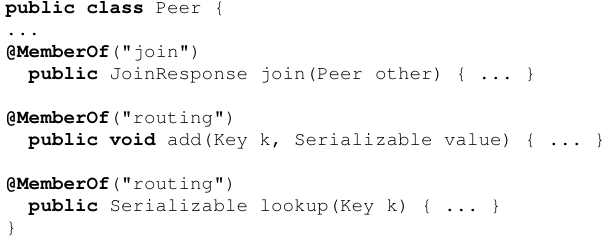 public class Peer {
...
@MemberOf("join")
  public JoinResponse join(Peer other) { ... }

@MemberOf("routing")
  public void add(Key k, Serializable value) { ... }

@MemberOf("routing")
  public Serializable lookup(Key k) { ... }
}